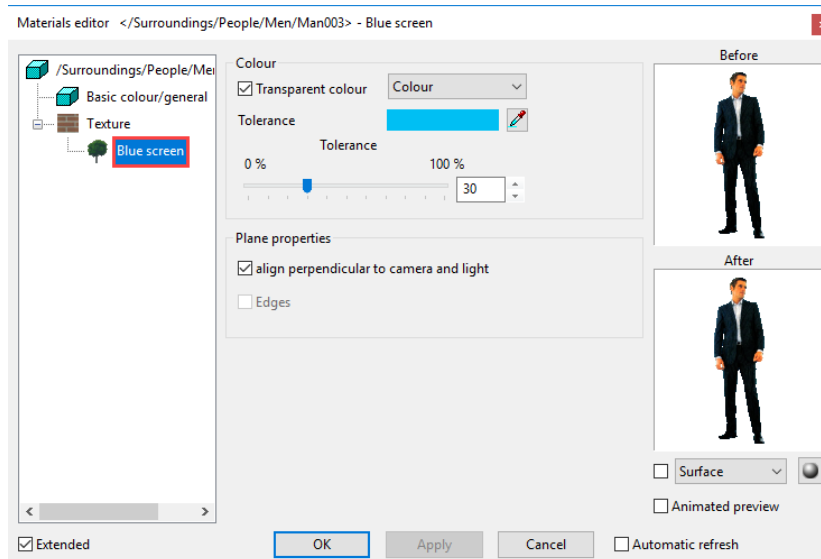 Materials editor </Surroundings/People/Men/Man003> - Blue screen
/Surroundings/People/Me
Basic colour/general
Texture
Blue screen
Extended
Colour
Transparent colour Colour
Tolerance
Tolerance
0 % 100 %
30
Plane properties
align perpendicular to camera and light
Edges
Before
After
Surface
Animated preview
OK Apply Cancel Automatic refresh